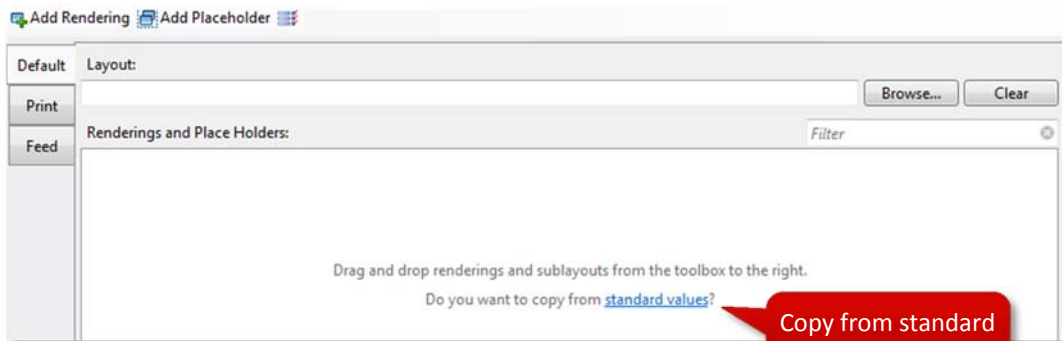 Add Rendering Add Placeholder
Default Layout:
Print Browse... Clear
Renderings and Place Holders: Filter
Feed
Drag and drop renderings and sublayouts from the toolbox to the right.
Do you want to copy from standard values?
Copy from standard